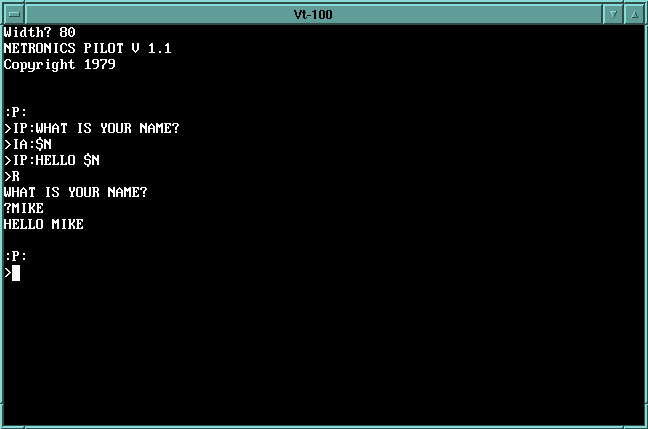 Vt-100
Width? 80
NETRONICS PILOT V 1.1
Copyright 1979
:P:
>IP:WHAT IS YOUR NAME?
>IA:$N
>IP:HELLO $N
>R
WHAT IS YOUR NAME?
?MIKE
HELLO MIKE
:P:
>